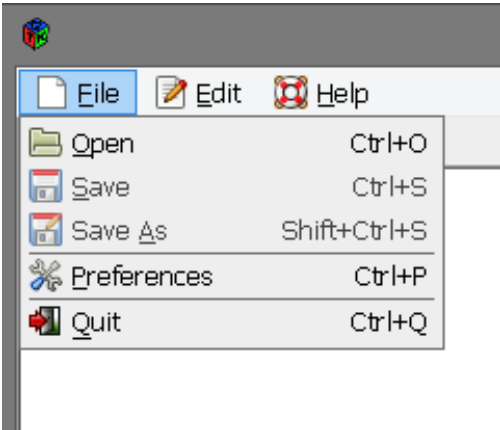 File Edit Help
Open Ctrl+O
Save Ctrl+S
Save As Shift+Ctrl+S
Preferences Ctrl+P
Quit Ctrl+Q